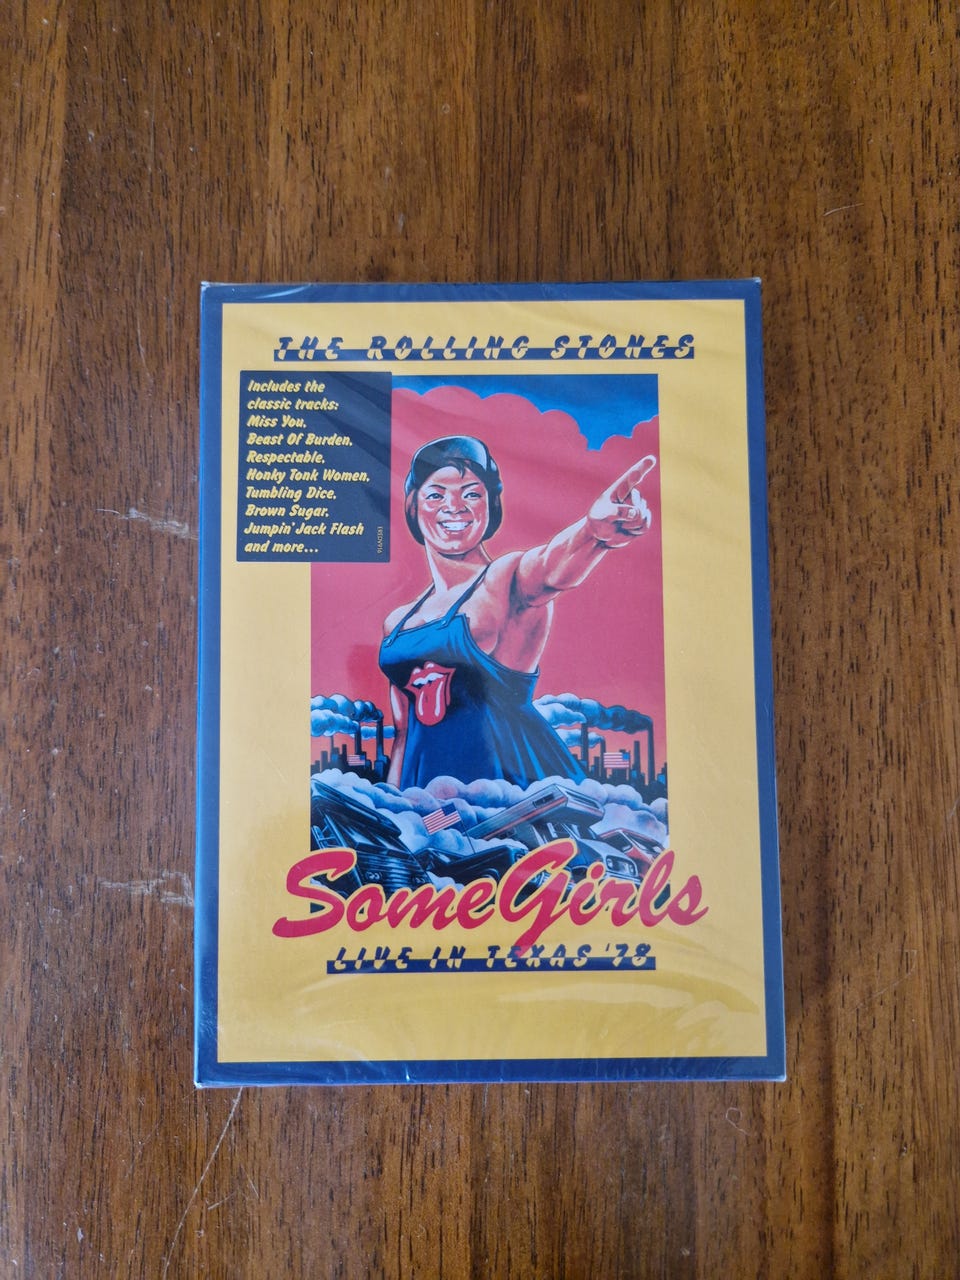 THE ROLLING STONES
Includes the
classic tracks:
Miss You,
Beast Of Burden,
Respectable,
Honky Tonk Women,
Tumbling Dice,
Brown Sugar,
Jumpin' Jack Flash
and more...
Some Girls
LIVE IN TEXAS '78